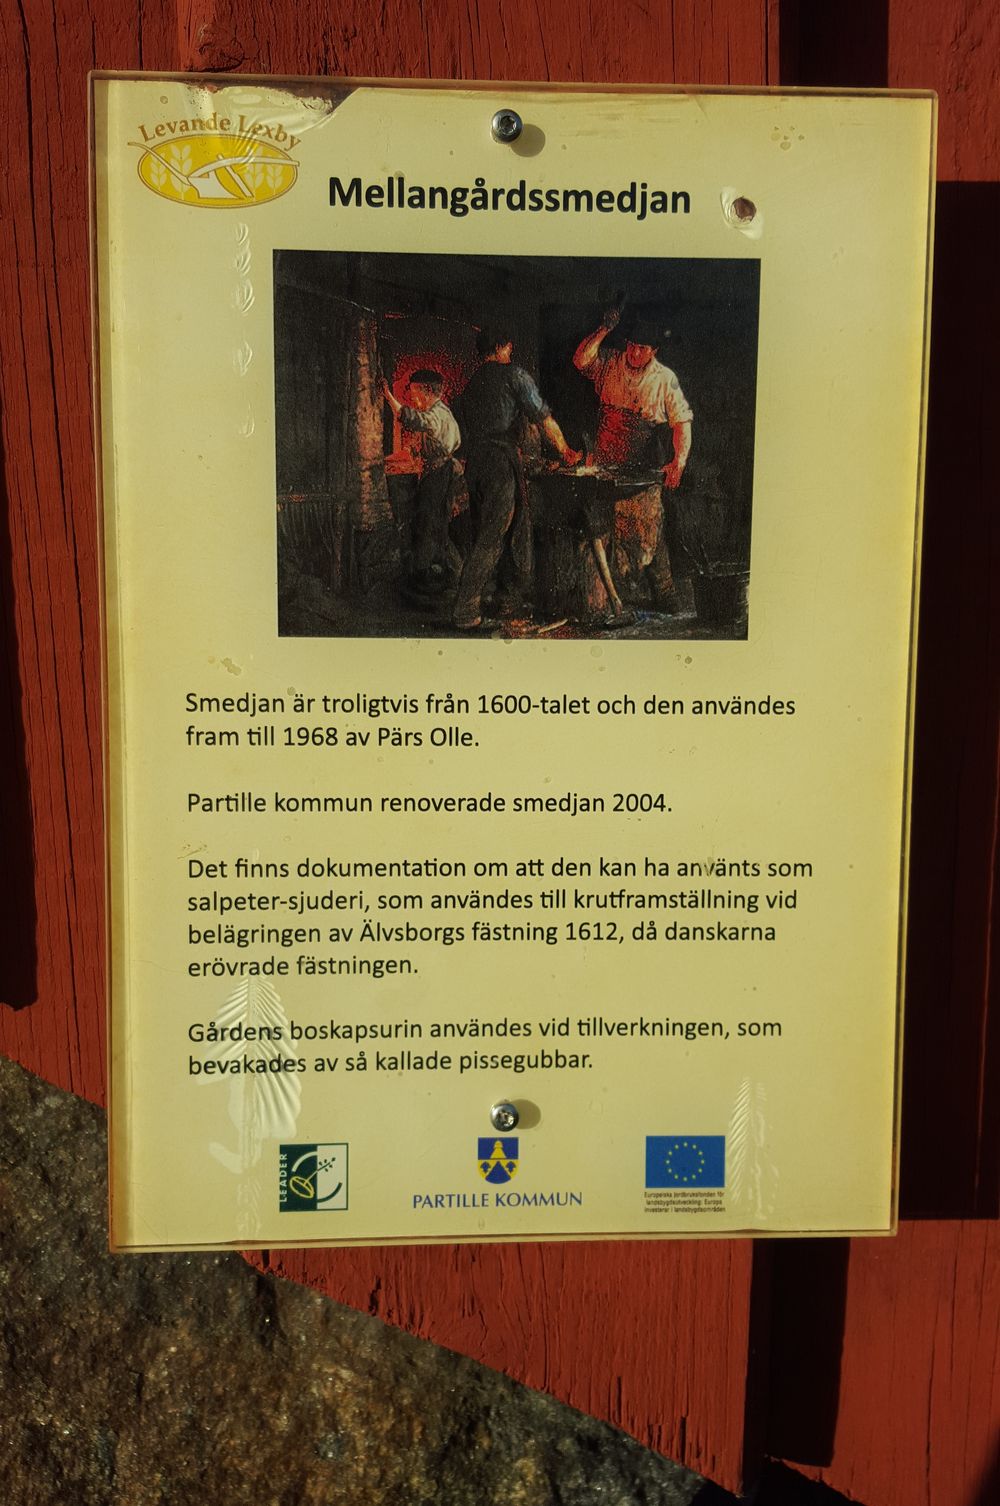 Levande Lexby
Mellangårdssmedjan
Smedjan är troligtvis från 1600-talet och den användes
fram till 1968 av Pärs Olle.
Partille kommun renoverade smedjan 2004.
Det finns dokumentation om att den kan ha använts som
salpeter-sjuderi, som användes till krutframställning vid
belägringen av Älvsborgs fästning 1612, då danskarna
erövrade fästningen.
Gårdens boskapsurin användes vid tillverkningen, som
bevakades av så kallade pissegubbar.
LEADER
PARTILLE KOMMUN
Europeiska jordbruksfonden för
landsbygdsutveckling: Europa
investerar i landsbygdsområden